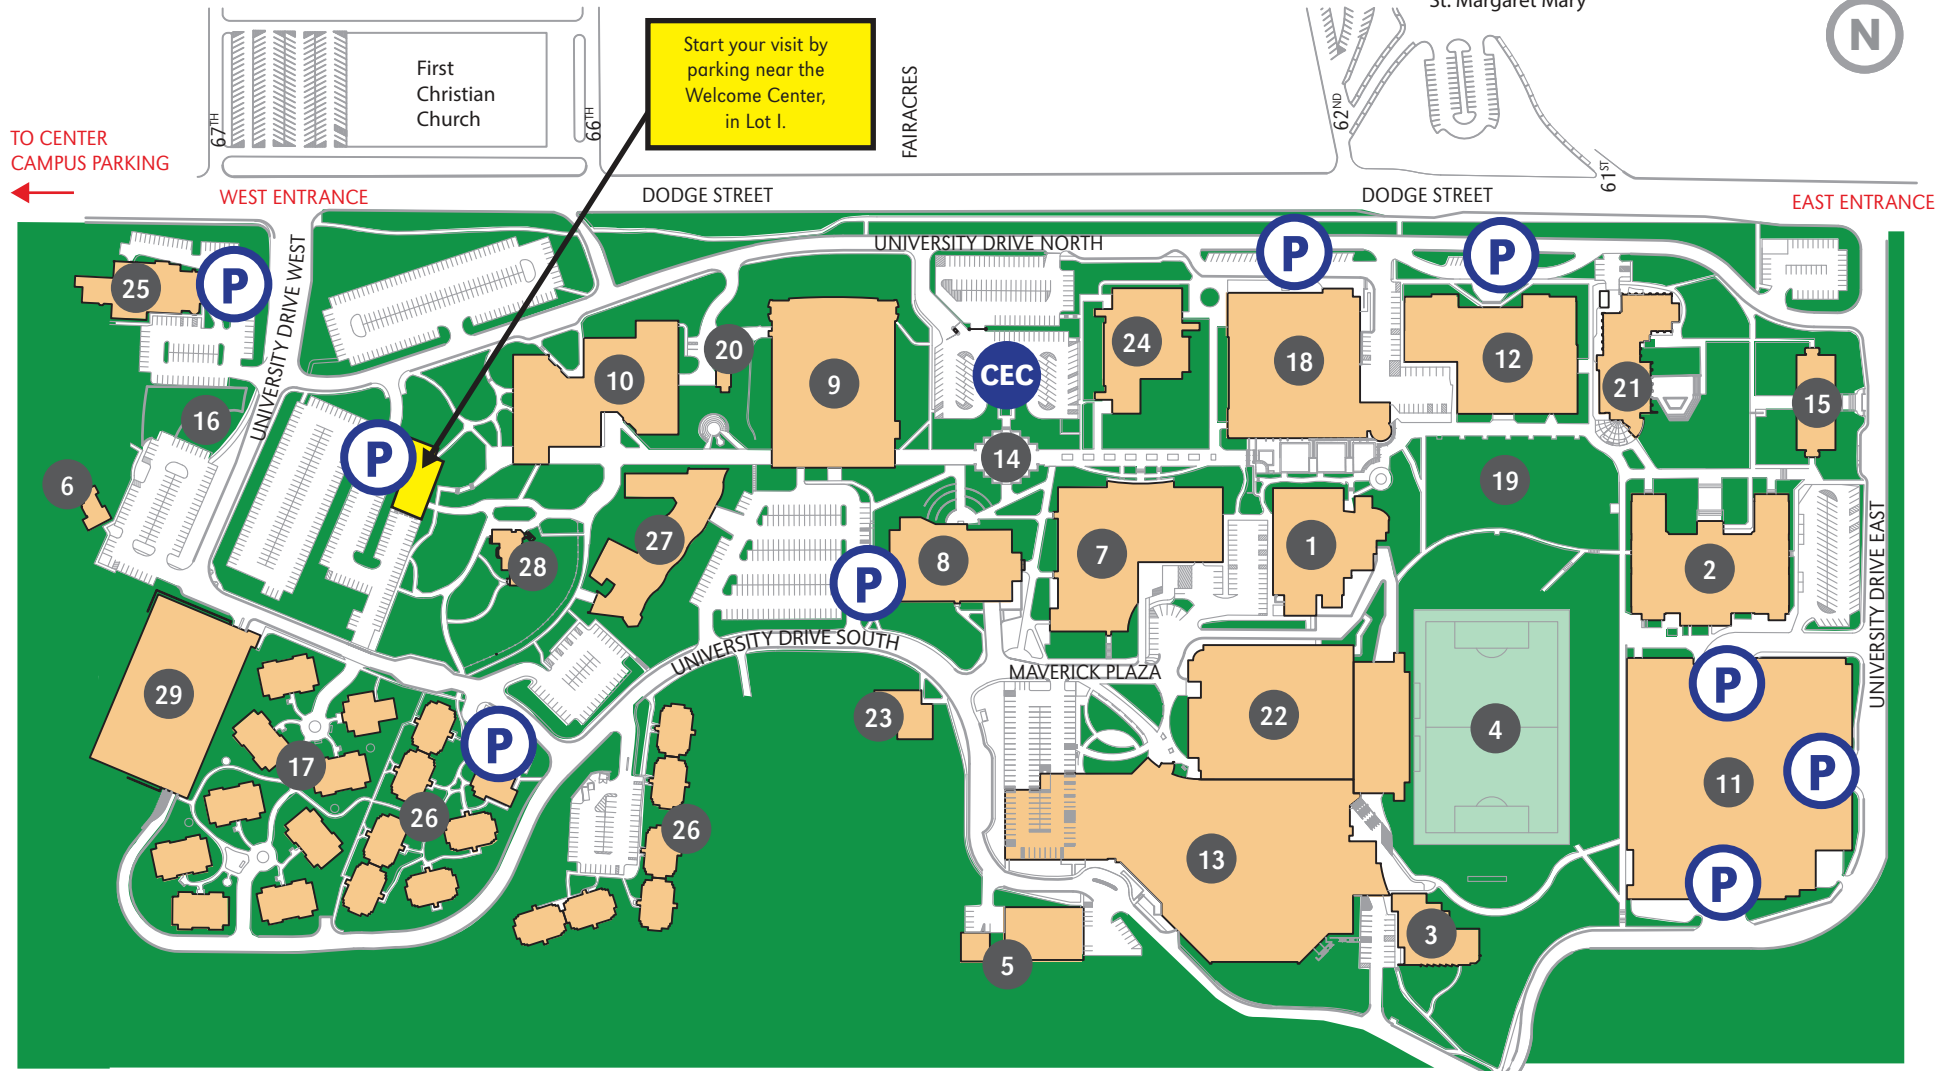 St. Margaret Mary
N
Start your visit by
parking near the
Welcome Center,
in Lot I.
First
Christian
Church
67TH
66TH
FAIRACRES
62ND
61ST
TO CENTER
CAMPUS PARKING
WEST ENTRANCE
DODGE STREET
DODGE STREET
EAST ENTRANCE
UNIVERSITY DRIVE NORTH
UNIVERSITY DRIVE WEST
P
P
P
25
20
24
18
12
10
9
CEC
21
15
16
P
14
6
19
27
8
7
1
28
P
2
UNIVERSITY DRIVE EAST
UNIVERSITY DRIVE SOUTH
MAVERICK PLAZA
29
P
23
22
4
P
17
P
11
26
26
13
P
3
5